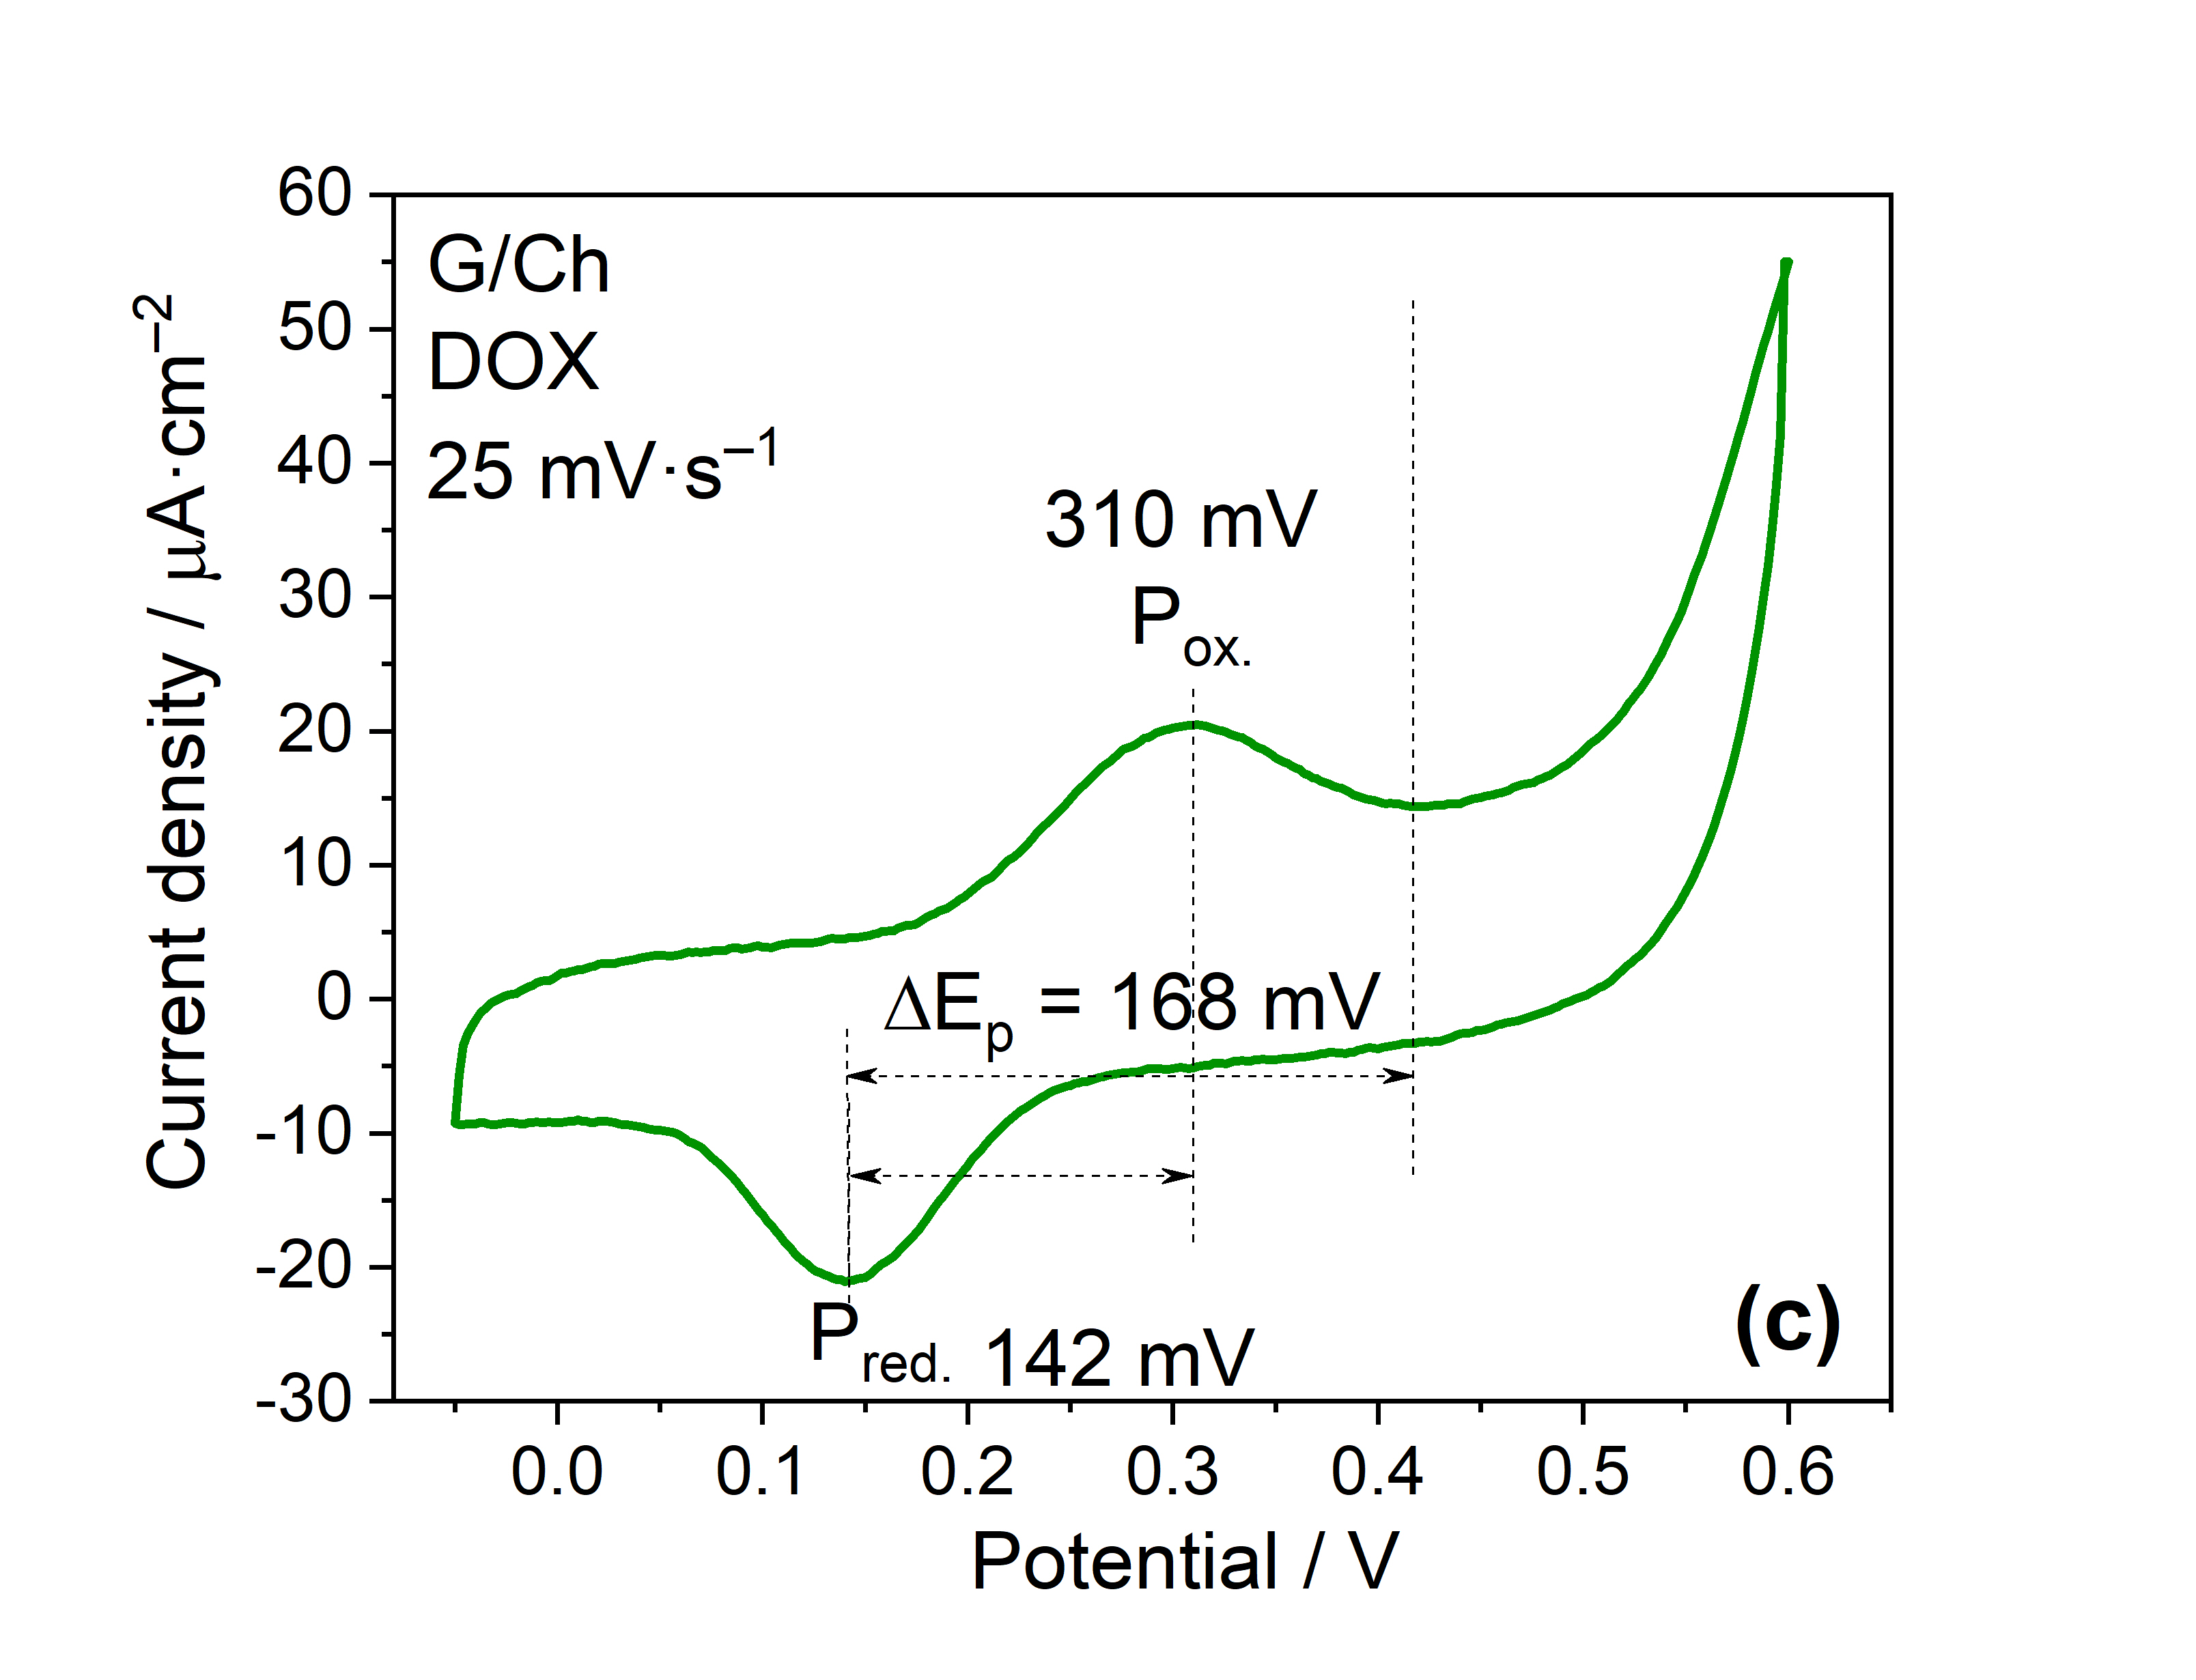 G/Ch
DOX
25 mV·s⁻¹
310 mV
Pox.
ΔEp = 168 mV
Pred. 142 mV
(c)
60
50
40
30
20
10
0
-10
-20
-30
Current density / μA·cm⁻²
0.0 0.1 0.2 0.3 0.4 0.5 0.6
Potential / V